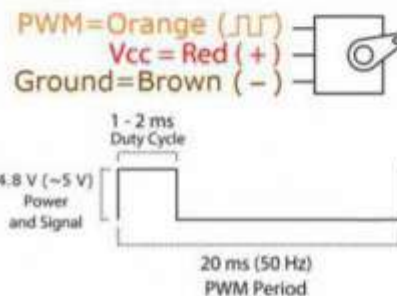 PWM=Orange (⎍⎍)
Vcc = Red ( + )
Ground=Brown ( − )
1 - 2 ms
Duty Cycle
4.8 V (~5 V)
Power
and Signal
20 ms (50 Hz)
PWM Period